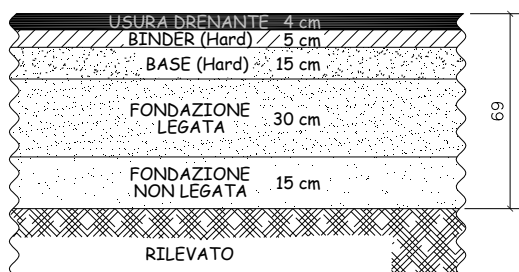 USURA DRENANTE 4 cm
BINDER (Hard) 5 cm
BASE (Hard) 15 cm
FONDAZIONE
LEGATA 30 cm
FONDAZIONE
NON LEGATA 15 cm
RILEVATO
69